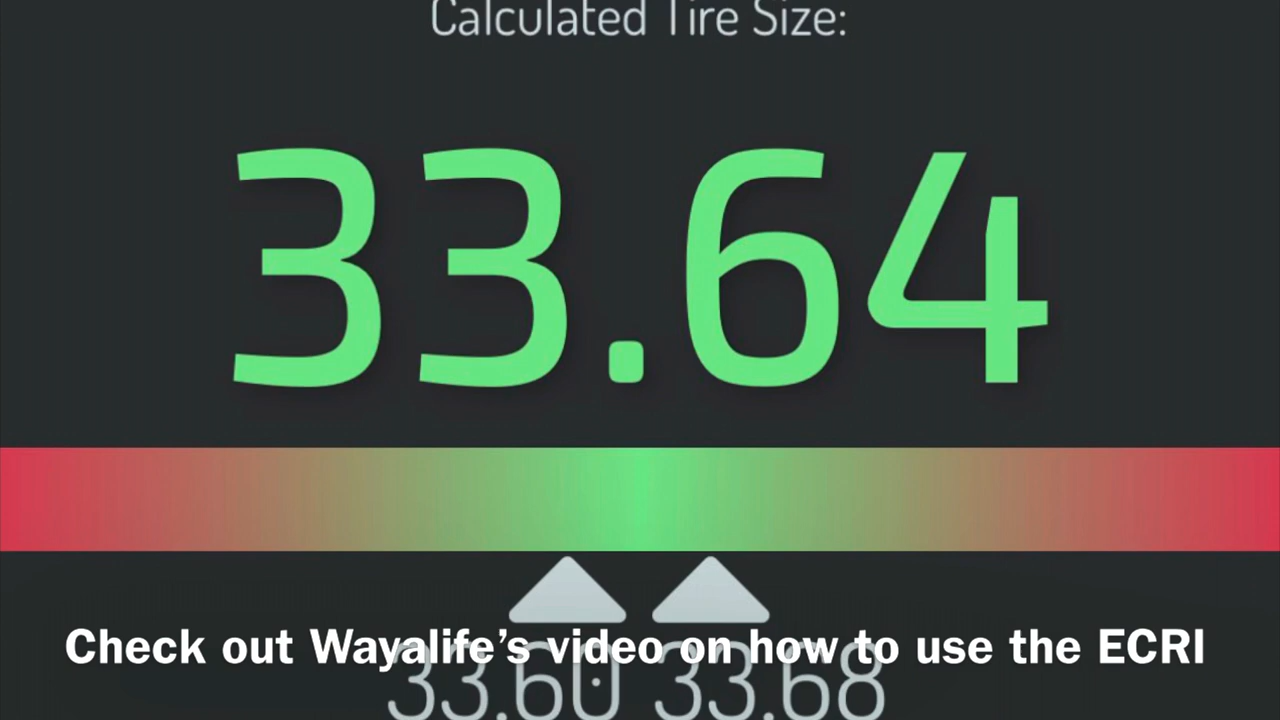 Calculated Tire Size:
33.64
Check out Wayalife’s video on how to use the ECRI
33.60 33.68